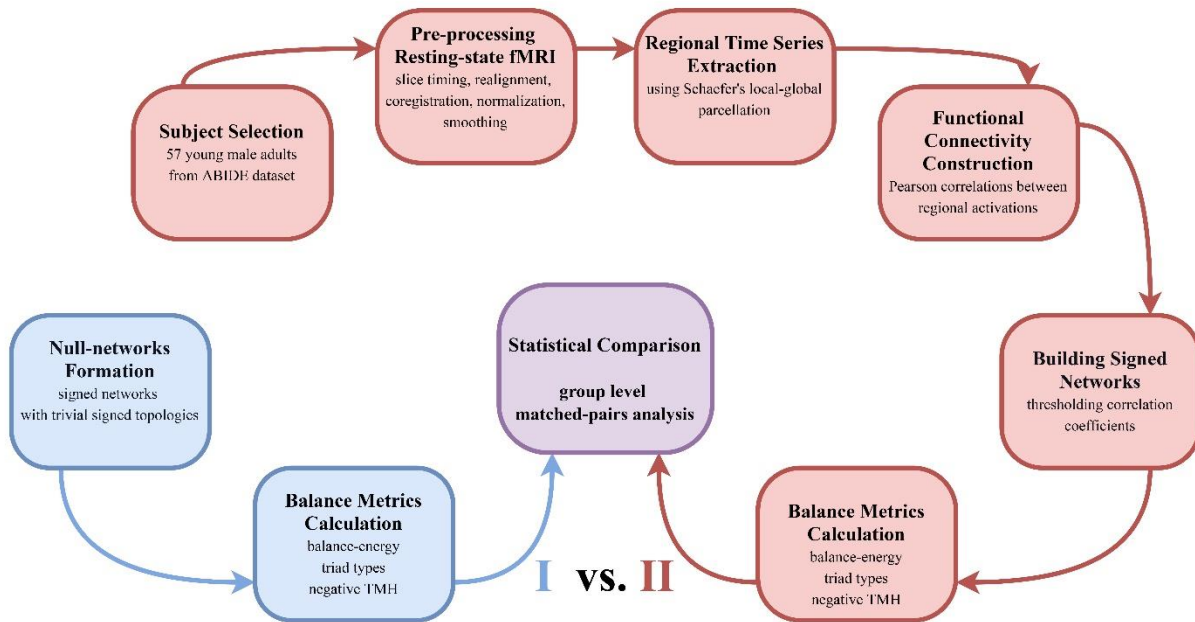 Subject Selection
57 young male adults
from ABIDE dataset
Pre-processing
Resting-state fMRI
slice timing, realignment,
coregistration, normalization,
smoothing
Regional Time Series
Extraction
using Schaefer's local-global
parcellation
Functional
Connectivity
Construction
Pearson correlations between
regional activations
Building Signed
Networks
thresholding correlation
coefficients
Balance Metrics
Calculation
balance-energy
triad types
negative TMH
Null-networks
Formation
signed networks
with trivial signed topologies
Balance Metrics
Calculation
balance-energy
triad types
negative TMH
Statistical Comparison
group level
matched-pairs analysis
I vs. II